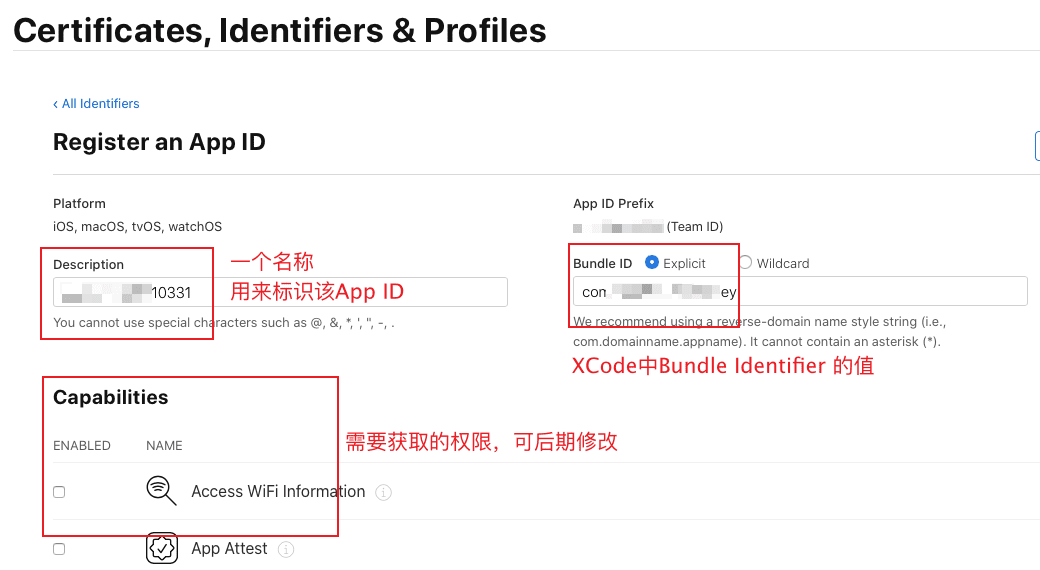 Certificates, Identifiers & Profiles
‹ All Identifiers
Register an App ID
Platform
iOS, macOS, tvOS, watchOS
App ID Prefix
(Team ID)
Description
一个名称
用来标识该App ID
10331
You cannot use special characters such as @, &, *, ', ", -, .
Bundle ID Explicit Wildcard
We recommend using a reverse-domain name style string (i.e.,
com.domainname.appname). It cannot contain an asterisk (*).
XCode中Bundle Identifier 的值
Capabilities
需要获取的权限，可后期修改
ENABLED NAME
Access WiFi Information
App Attest